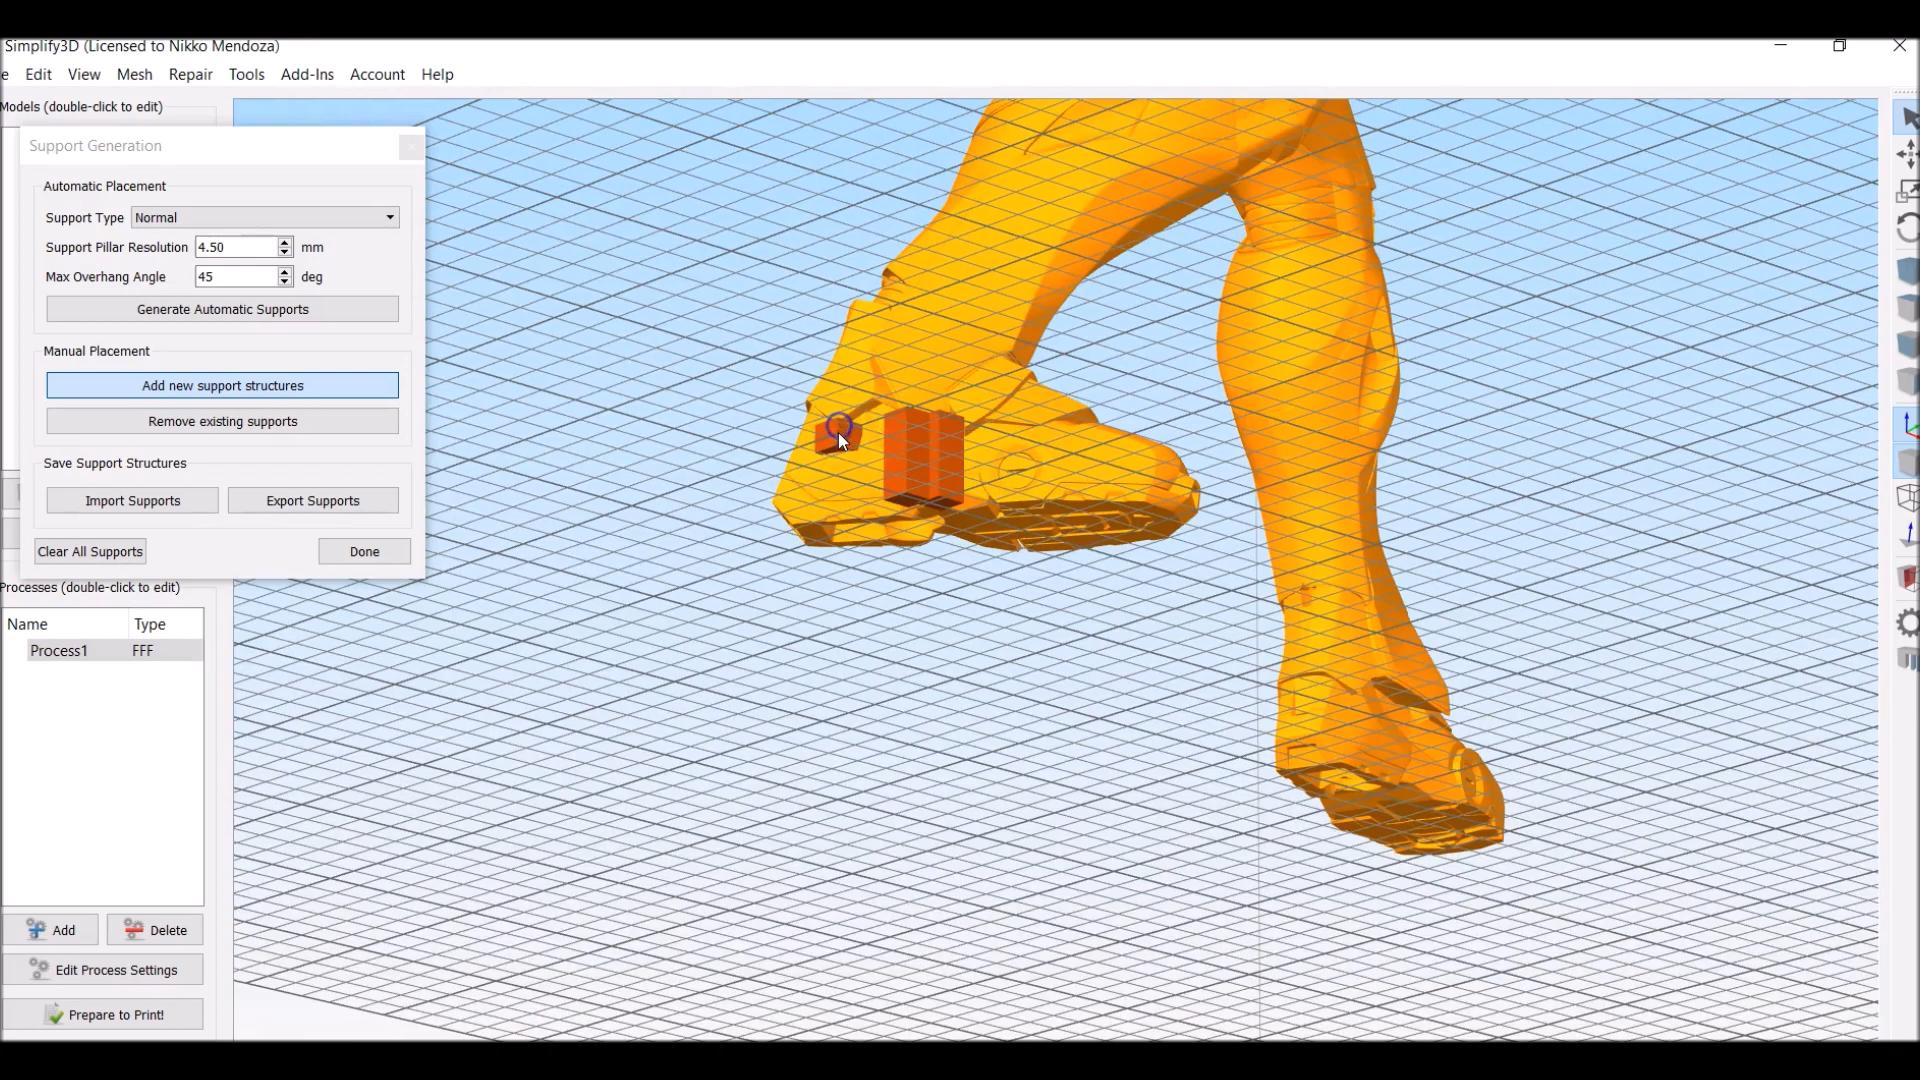 Simplify3D (Licensed to Nikko Mendoza)
e Edit View Mesh Repair Tools Add-Ins Account Help
Models (double-click to edit)
Support Generation
Automatic Placement
Support Type Normal
Support Pillar Resolution 4.50 mm
Max Overhang Angle 45 deg
Generate Automatic Supports
Manual Placement
Add new support structures
Remove existing supports
Save Support Structures
Import Supports Export Supports
Clear All Supports Done
Processes (double-click to edit)
Name Type
Process1 FFF
Add Delete
Edit Process Settings
Prepare to Print!